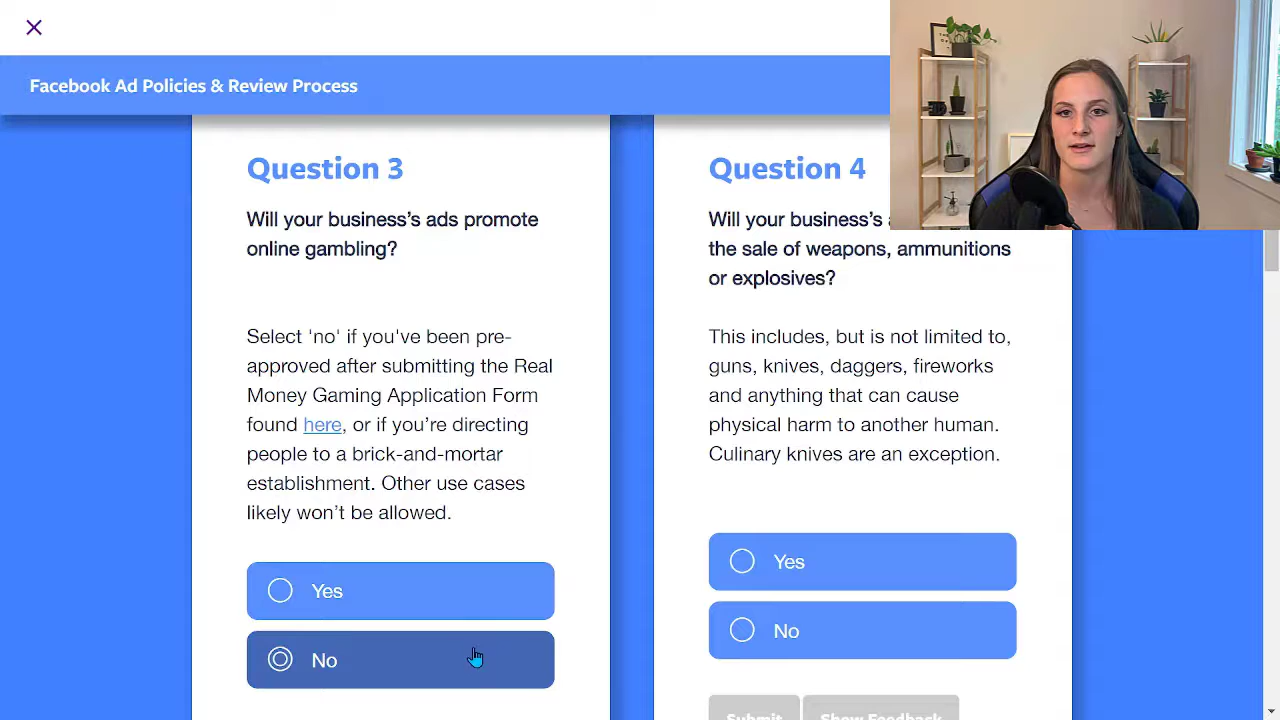 Facebook Ad Policies & Review Process
Question 3
Will your business's ads promote
online gambling?
Select 'no' if you've been pre-
approved after submitting the Real
Money Gaming Application Form
found here, or if you're directing
people to a brick-and-mortar
establishment. Other use cases
likely won't be allowed.
Yes
No
Question 4
Will your business's
the sale of weapons, ammunitions
or explosives?
This includes, but is not limited to,
guns, knives, daggers, fireworks
and anything that can cause
physical harm to another human.
Culinary knives are an exception.
Yes
No
Submit
Show Feedback